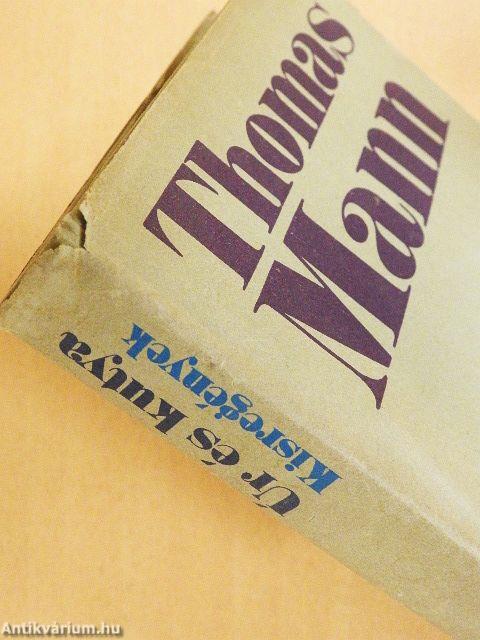 Thomas
Mann
Úr és kutya
Kisregények
Antikvárium.hu